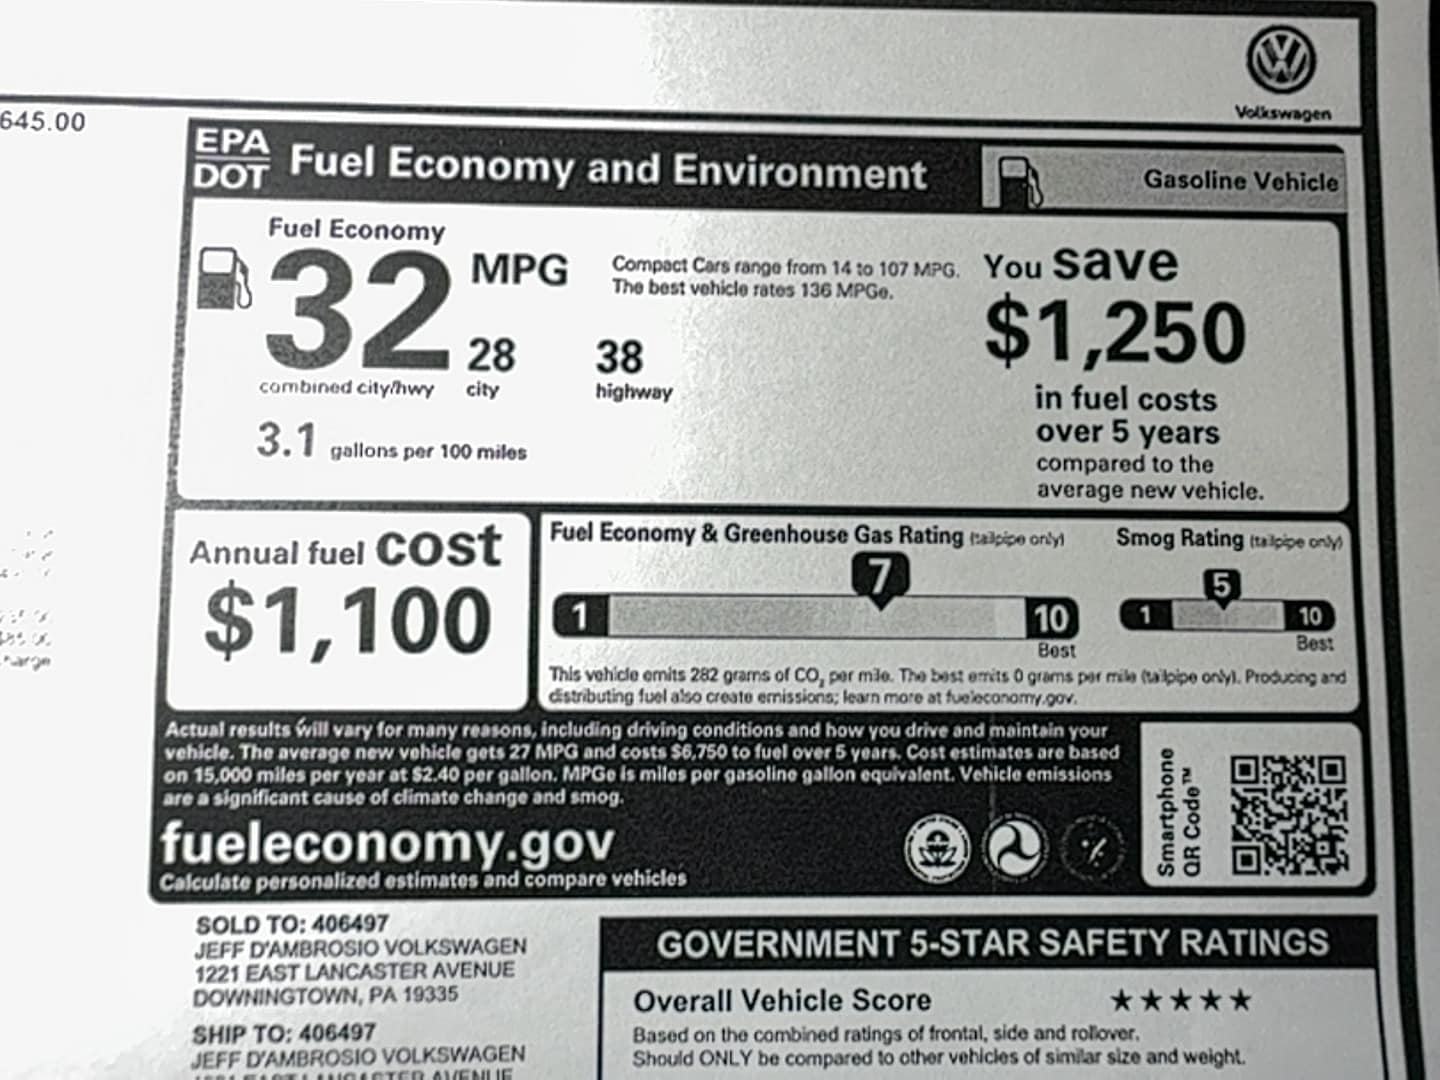 Volkswagen
645.00
EPA
DOT
Fuel Economy and Environment
Gasoline Vehicle
Fuel Economy
32 MPG
combined city/hwy
28
city
38
highway
3.1 gallons per 100 miles
Compact Cars range from 14 to 107 MPG.
The best vehicle rates 136 MPGe.
You save
$1,250
in fuel costs
over 5 years
compared to the
average new vehicle.
Annual fuel cost
$1,100
Fuel Economy & Greenhouse Gas Rating (tailpipe only)
7
1
10
Best
Smog Rating (tailpipe only)
5
1
10
Best
This vehicle emits 282 grams of CO₂ per mile. The best emits 0 grams per mile (tailpipe only). Producing and
distributing fuel also create emissions; learn more at fueleconomy.gov.
Actual results will vary for many reasons, including driving conditions and how you drive and maintain your
vehicle. The average new vehicle gets 27 MPG and costs $6,750 to fuel over 5 years. Cost estimates are based
on 15,000 miles per year at $2.40 per gallon. MPGe is miles per gasoline gallon equivalent. Vehicle emissions
are a significant cause of climate change and smog.
fueleconomy.gov
Calculate personalized estimates and compare vehicles
Smartphone
QR Code™
SOLD TO: 406497
JEFF D'AMBROSIO VOLKSWAGEN
1221 EAST LANCASTER AVENUE
DOWNINGTOWN, PA 19335
SHIP TO: 406497
JEFF D'AMBROSIO VOLKSWAGEN
1221 EAST LANCASTER AVENUE
GOVERNMENT 5-STAR SAFETY RATINGS
Overall Vehicle Score ★★★★★
Based on the combined ratings of frontal, side and rollover.
Should ONLY be compared to other vehicles of similar size and weight.